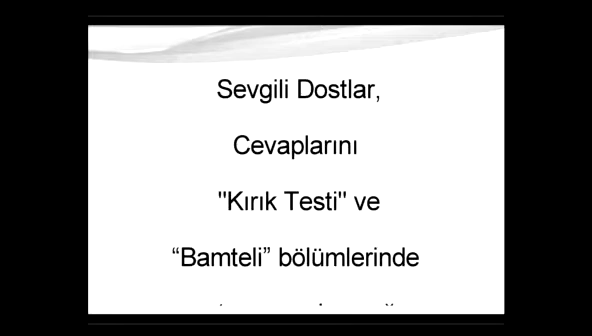 Sevgili Dostlar,
Cevaplarını
"Kırık Testi" ve
“Bamteli” bölümlerinde